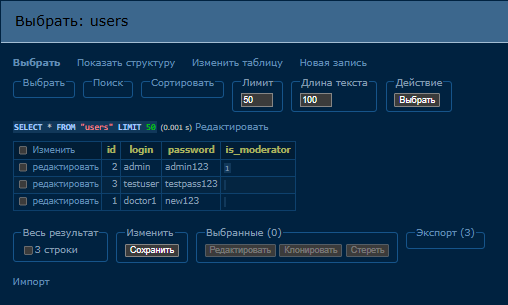 Выбрать: users
Выбрать Показать структуру Изменить таблицу Новая запись
Выбрать Поиск Сортировать Лимит Длина текста Действие
50 100 Выбрать
SELECT * FROM "users" LIMIT 50 (0.001 s) Редактировать
Изменить id login password is_moderator
редактировать 2 admin admin123 1
редактировать 3 testuser testpass123
редактировать 1 doctor1 new123
Весь результат Изменить Выбранные (0) Экспорт (3)
3 строки Сохранить Редактировать Клонировать Стереть
Импорт